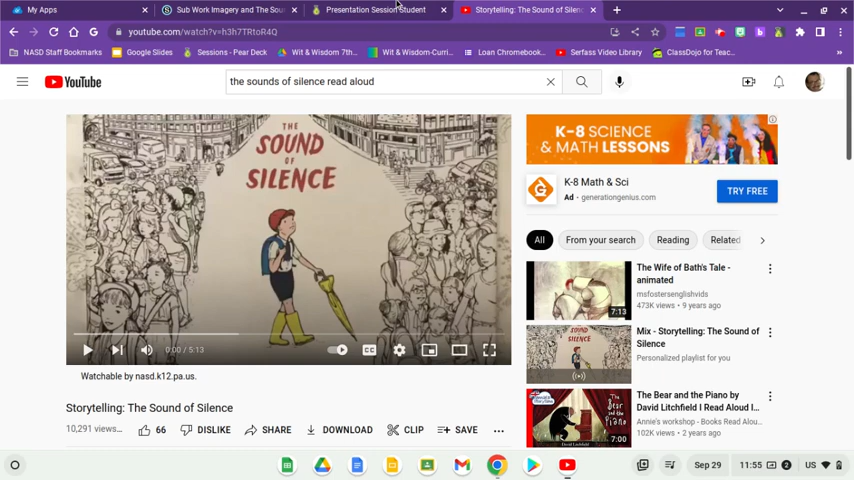 My Apps
Sub Work Imagery and The Sou
Presentation Session Student
Storytelling: The Sound of Silenc
youtube.com/watch?v=h3h7TRtoR4Q
NASD Staff Bookmarks
Google Slides
Sessions - Pear Deck
Wit & Wisdom 7th...
Wit & Wisdom-Curri...
Loan Chromebook...
Serfass Video Library
ClassDojo for Teac...
YouTube
the sounds of silence read aloud
THE
SOUND
OF
SILENCE
0:00 / 5:13
CC
Watchable by nasd.k12.pa.us.
Storytelling: The Sound of Silence
10,291 views...
66
DISLIKE
SHARE
DOWNLOAD
CLIP
SAVE
K-8 SCIENCE
& MATH LESSONS
K-8 Math & Sci
Ad • generationgenius.com
TRY FREE
All
From your search
Reading
Related
The Wife of Bath's Tale -
animated
msfostersenglishvids
473K views • 9 years ago
7:13
Mix - Storytelling: The Sound of
Silence
Personalized playlist for you
The Bear and the Piano by
David Litchfield I Read Aloud I...
Annie's workshop - Books Read Alou...
102K views • 2 years ago
7:00
Sep 29
11:55
2
US